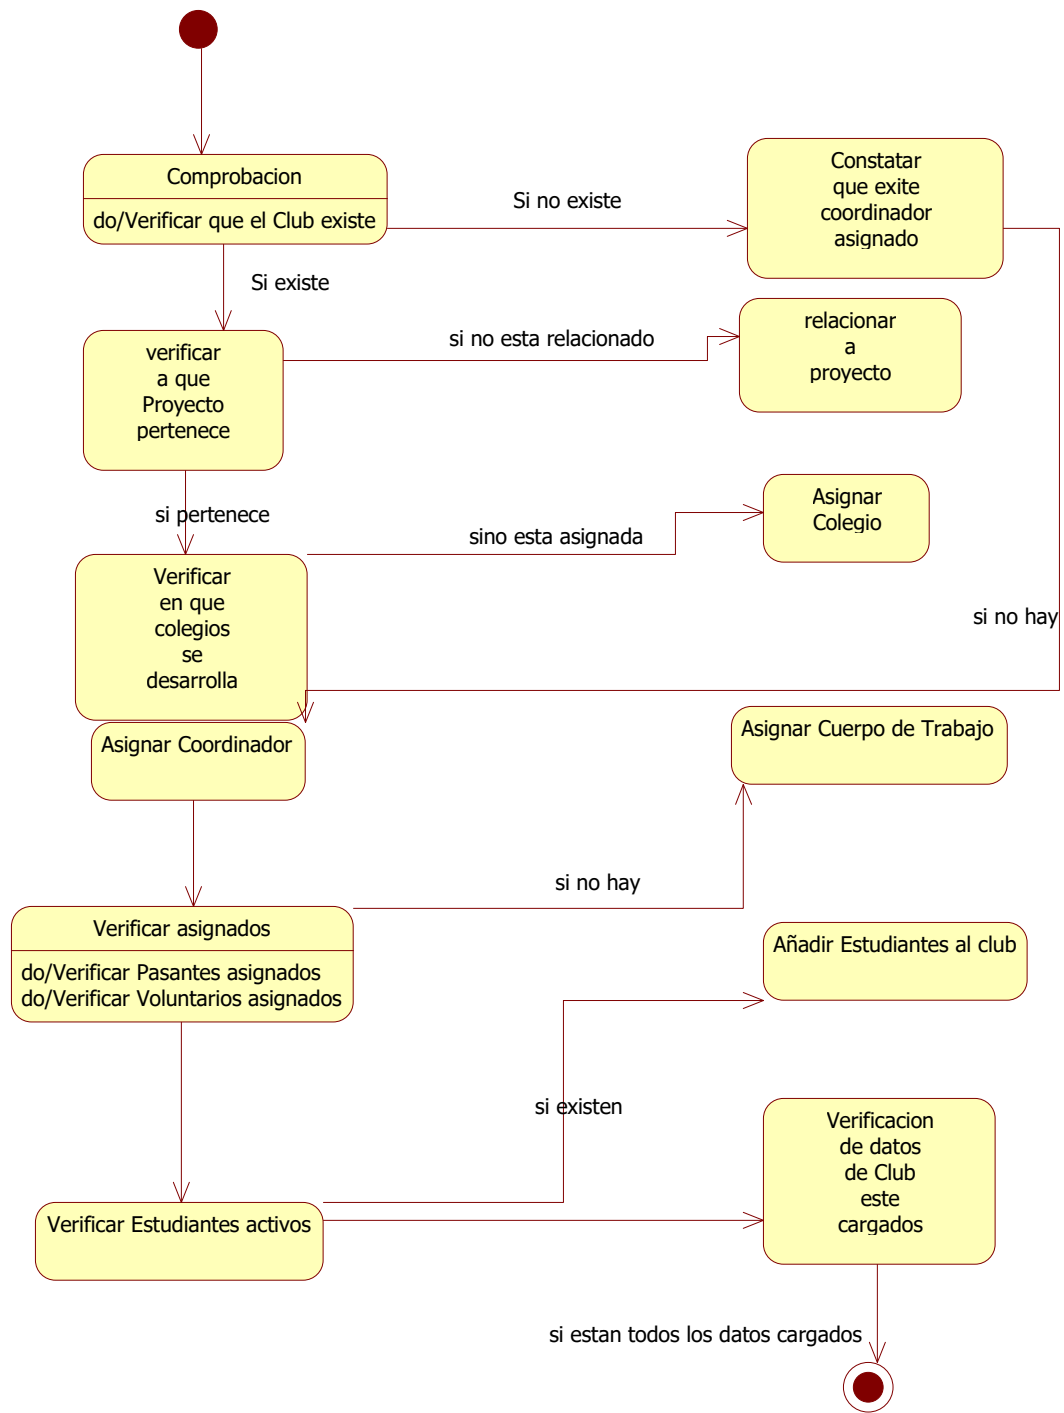 Comprobacion
do/Verificar que el Club existe
Si no existe
Constatar
que exite
coordinador
asignado
Si existe
verificar
a que
Proyecto
pertenece
si no esta relacionado
relacionar
a
proyecto
si pertenece
sino esta asignada
Asignar
Colegio
Verificar
en que
colegios
se
desarrolla
si no hay
Asignar Coordinador
Asignar Cuerpo de Trabajo
si no hay
Verificar asignados
do/Verificar Pasantes asignados
do/Verificar Voluntarios asignados
Añadir Estudiantes al club
si existen
Verificacion
de datos
de Club
este
cargados
Verificar Estudiantes activos
si estan todos los datos cargados